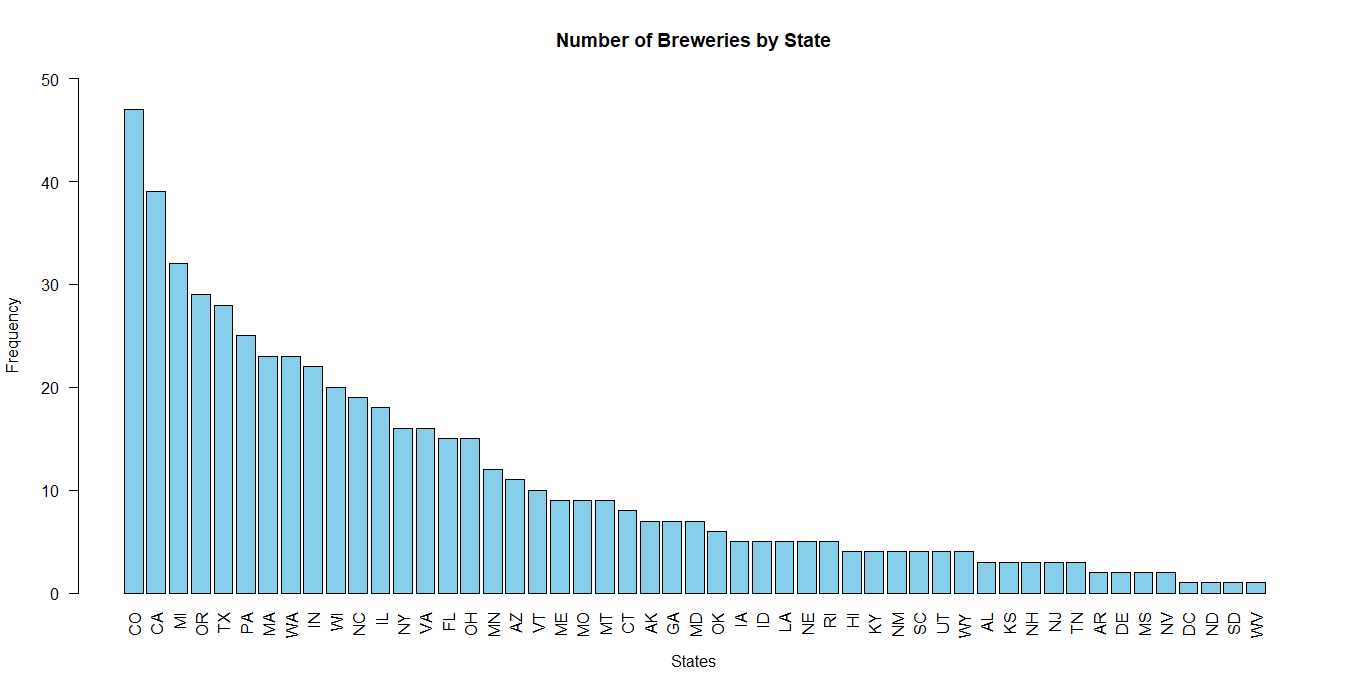 Number of Breweries by State
50
40
30
20
10
0
Frequency
CO CA MI OR TX PA MA WA IN WI NC IL NY VA FL OH MN AZ VT ME MO MT CT AK GA MD OK IA ID LA NE RI HI KY NM SC UT WY AL KS NH NJ TN AR DE MS NV DC ND SD WV
States